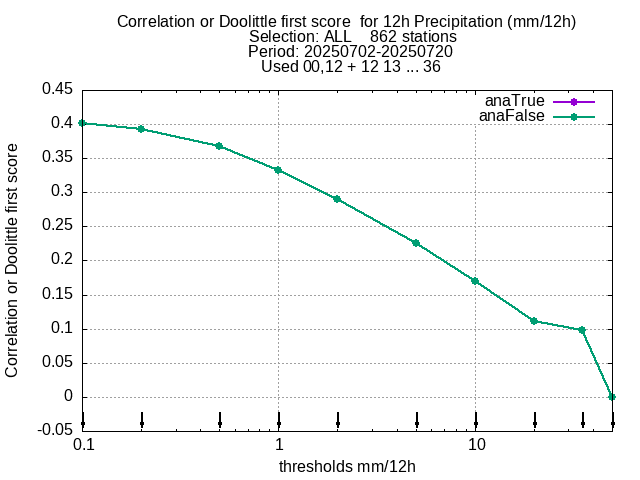 Correlation or Doolittle first score  for 12h Precipitation (mm/12h)
Selection: ALL    862 stations
Period: 20250702-20250720
Used 00,12 + 12 13 ... 36
anaTrue
anaFalse
Correlation or Doolittle first score
0.45
0.4
0.35
0.3
0.25
0.2
0.15
0.1
0.05
0
-0.05
0.1
1
10
thresholds mm/12h